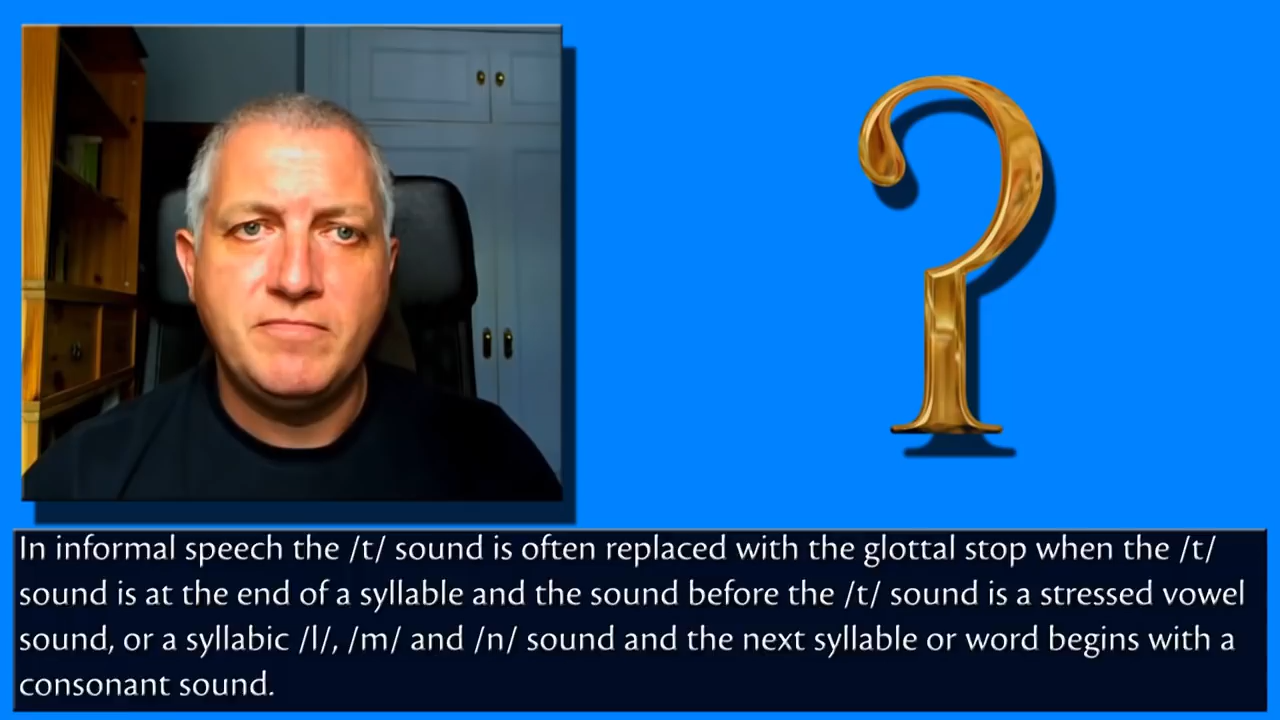 In informal speech the /t/ sound is often replaced with the glottal stop when the /t/
sound is at the end of a syllable and the sound before the /t/ sound is a stressed vowel
sound, or a syllabic /l/, /m/ and /n/ sound and the next syllable or word begins with a
consonant sound.